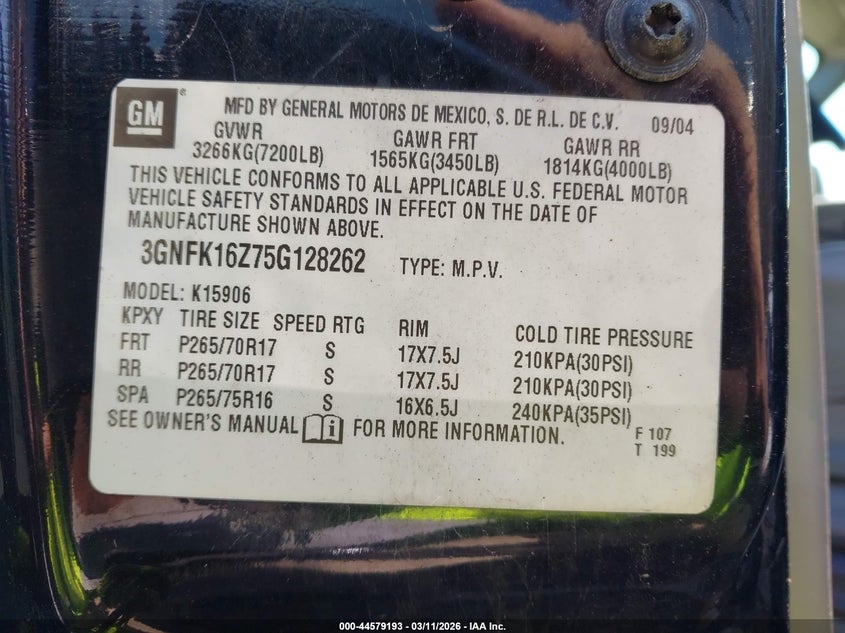 GM ®
MFD BY GENERAL MOTORS DE MEXICO, S. DE R.L. DE C.V. 09/04
GVWR GAWR FRT GAWR RR
3266KG(7200LB) 1565KG(3450LB) 1814KG(4000LB)
THIS VEHICLE CONFORMS TO ALL APPLICABLE U.S. FEDERAL MOTOR
VEHICLE SAFETY STANDARDS IN EFFECT ON THE DATE OF
MANUFACTURE SHOWN ABOVE.
3GNFK16Z75G128262 TYPE: M.P.V.
MODEL: K15906
KPXY TIRE SIZE SPEED RTG RIM COLD TIRE PRESSURE
FRT P265/70R17 S 17X7.5J 210KPA(30PSI)
RR P265/70R17 S 17X7.5J 210KPA(30PSI)
SPA P265/75R16 S 16X6.5J 240KPA(35PSI)
SEE OWNER'S MANUAL i FOR MORE INFORMATION.
F 107
T 199
000-44579193 - 03/11/2026 - IAA Inc.